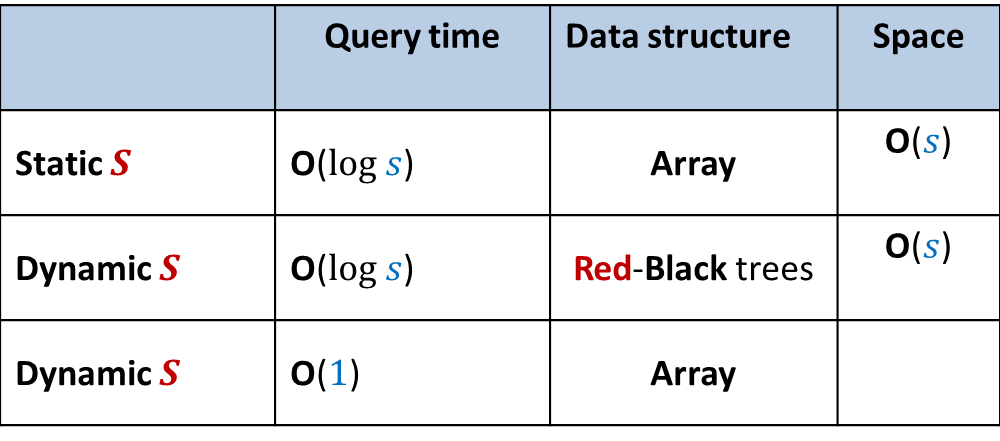 Query time Data structure Space
Static S O(log s) Array O(s)
Dynamic S O(log s) Red-Black trees O(s)
Dynamic S O(1) Array